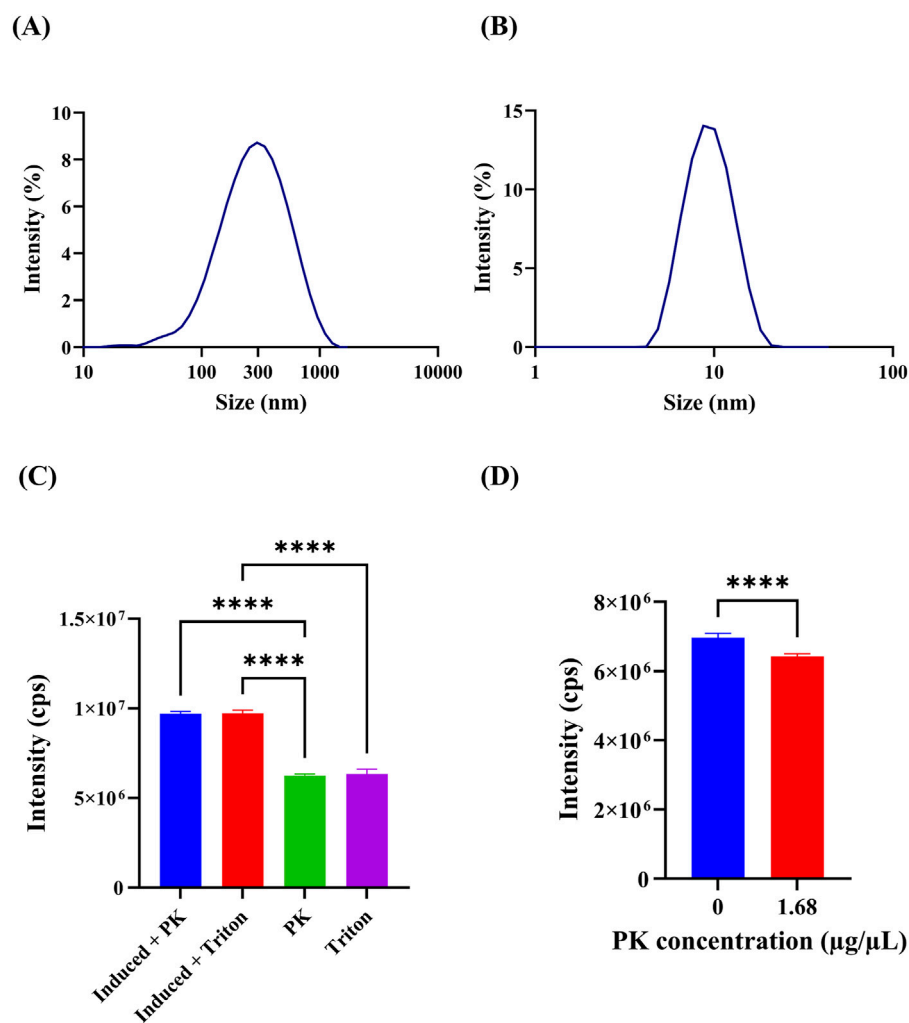 (A)
Intensity (%)
10
8
6
4
2
0
10 100 300 1000 10000
Size (nm)
(B)
Intensity (%)
15
10
5
0
1 10 100
Size (nm)
(C)
Intensity (cps)
1.5×10⁷
1×10⁷
5×10⁶
0
****
****
****
Induced + PK
Induced + Triton
PK
Triton
(D)
Intensity (cps)
8×10⁶
6×10⁶
4×10⁶
2×10⁶
0
****
0 1.68
PK concentration (µg/µL)